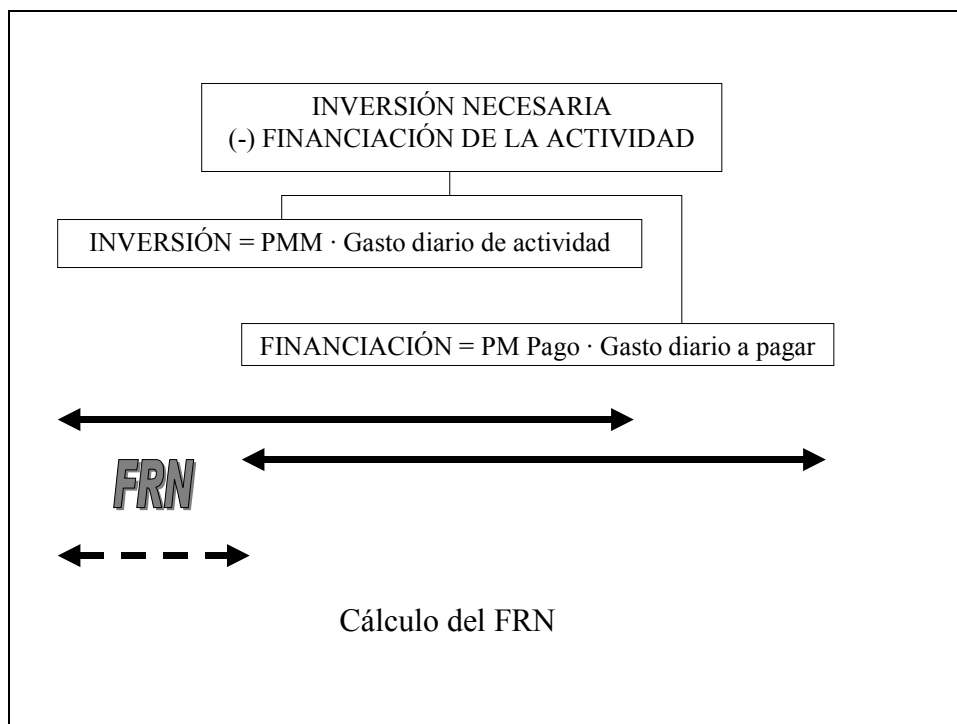 INVERSIÓN NECESARIA
(-) FINANCIACIÓN DE LA ACTIVIDAD
INVERSIÓN = PMM · Gasto diario de actividad
FINANCIACIÓN = PM Pago · Gasto diario a pagar
FRN
Cálculo del FRN